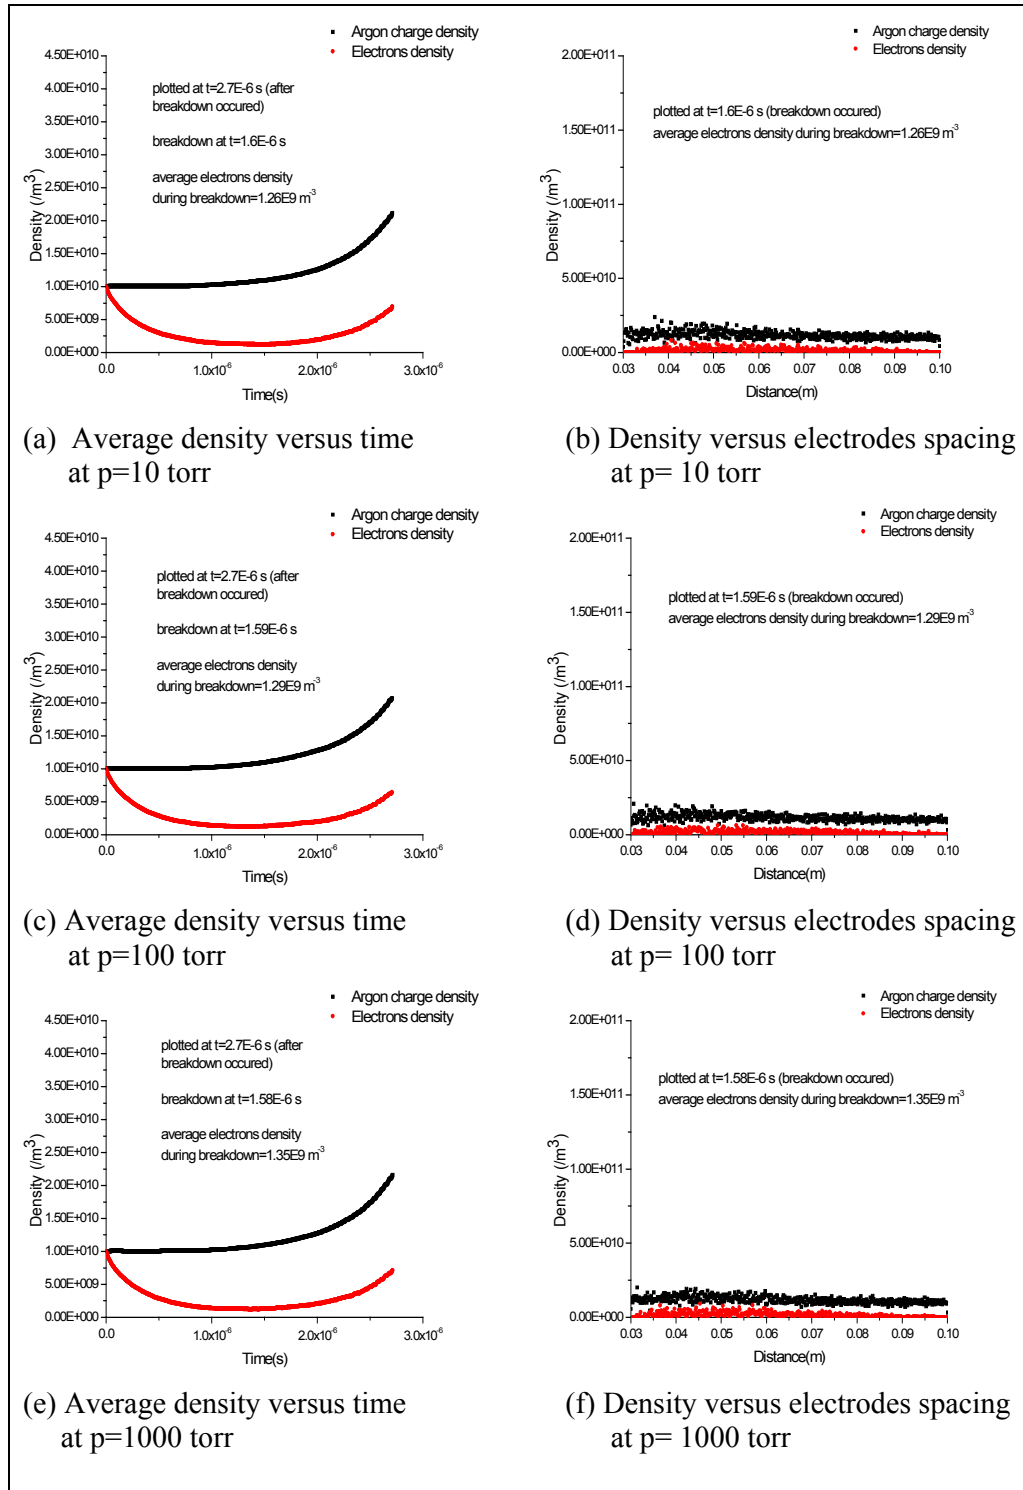 Argon charge density
Electrons density
4.50E+010
4.00E+010
3.50E+010
3.00E+010
2.50E+010
2.00E+010
1.50E+010
1.00E+010
5.00E+009
0.00E+000
Density (/m³)
plotted at t=2.7E-6 s (after
breakdown occured)
breakdown at t=1.6E-6 s
average electrons density
during breakdown=1.26E9 m⁻³
0.0
1.0x10⁻⁶
2.0x10⁻⁶
3.0x10⁻⁶
Time(s)
Argon charge density
Electrons density
2.00E+011
1.50E+011
1.00E+011
5.00E+010
0.00E+000
Density (/m³)
plotted at t=1.6E-6 s (breakdown occured)
average electrons density during breakdown=1.26E9 m⁻³
0.03
0.04
0.05
0.06
0.07
0.08
0.09
0.10
Distance(m)
(a) Average density versus time
at p=10 torr
(b) Density versus electrodes spacing
at p= 10 torr
Argon charge density
Electrons density
4.50E+010
4.00E+010
3.50E+010
3.00E+010
2.50E+010
2.00E+010
1.50E+010
1.00E+010
5.00E+009
0.00E+000
Density (/m³)
plotted at t=2.7E-6 s (after
breakdown occured)
breakdown at t=1.59E-6 s
average electrons density
during breakdown=1.29E9 m⁻³
0.0
1.0x10⁻⁶
2.0x10⁻⁶
3.0x10⁻⁶
Time(s)
Argon charge density
Electrons density
2.00E+011
1.50E+011
1.00E+011
5.00E+010
0.00E+000
Density (/m³)
plotted at t=1.59E-6 s (breakdown occured)
average electrons density during breakdown=1.29E9 m⁻³
0.03
0.04
0.05
0.06
0.07
0.08
0.09
0.10
Distance(m)
(c) Average density versus time
at p=100 torr
(d) Density versus electrodes spacing
at p= 100 torr
Argon charge density
Electrons density
4.50E+010
4.00E+010
3.50E+010
3.00E+010
2.50E+010
2.00E+010
1.50E+010
1.00E+010
5.00E+009
0.00E+000
Density (/m³)
plotted at t=2.7E-6 s (after
breakdown occured)
breakdown at t=1.58E-6 s
average electrons density
during breakdown=1.35E9 m⁻³
0.0
1.0x10⁻⁶
2.0x10⁻⁶
3.0x10⁻⁶
Time(s)
Argon charge density
Electrons density
2.00E+011
1.50E+011
1.00E+011
5.00E+010
0.00E+000
Density (/m³)
plotted at t=1.58E-6 s (breakdown occured)
average electrons density during breakdown=1.35E9 m⁻³
0.03
0.04
0.05
0.06
0.07
0.08
0.09
0.10
Distance(m)
(e) Average density versus time
at p=1000 torr
(f) Density versus electrodes spacing
at p= 1000 torr